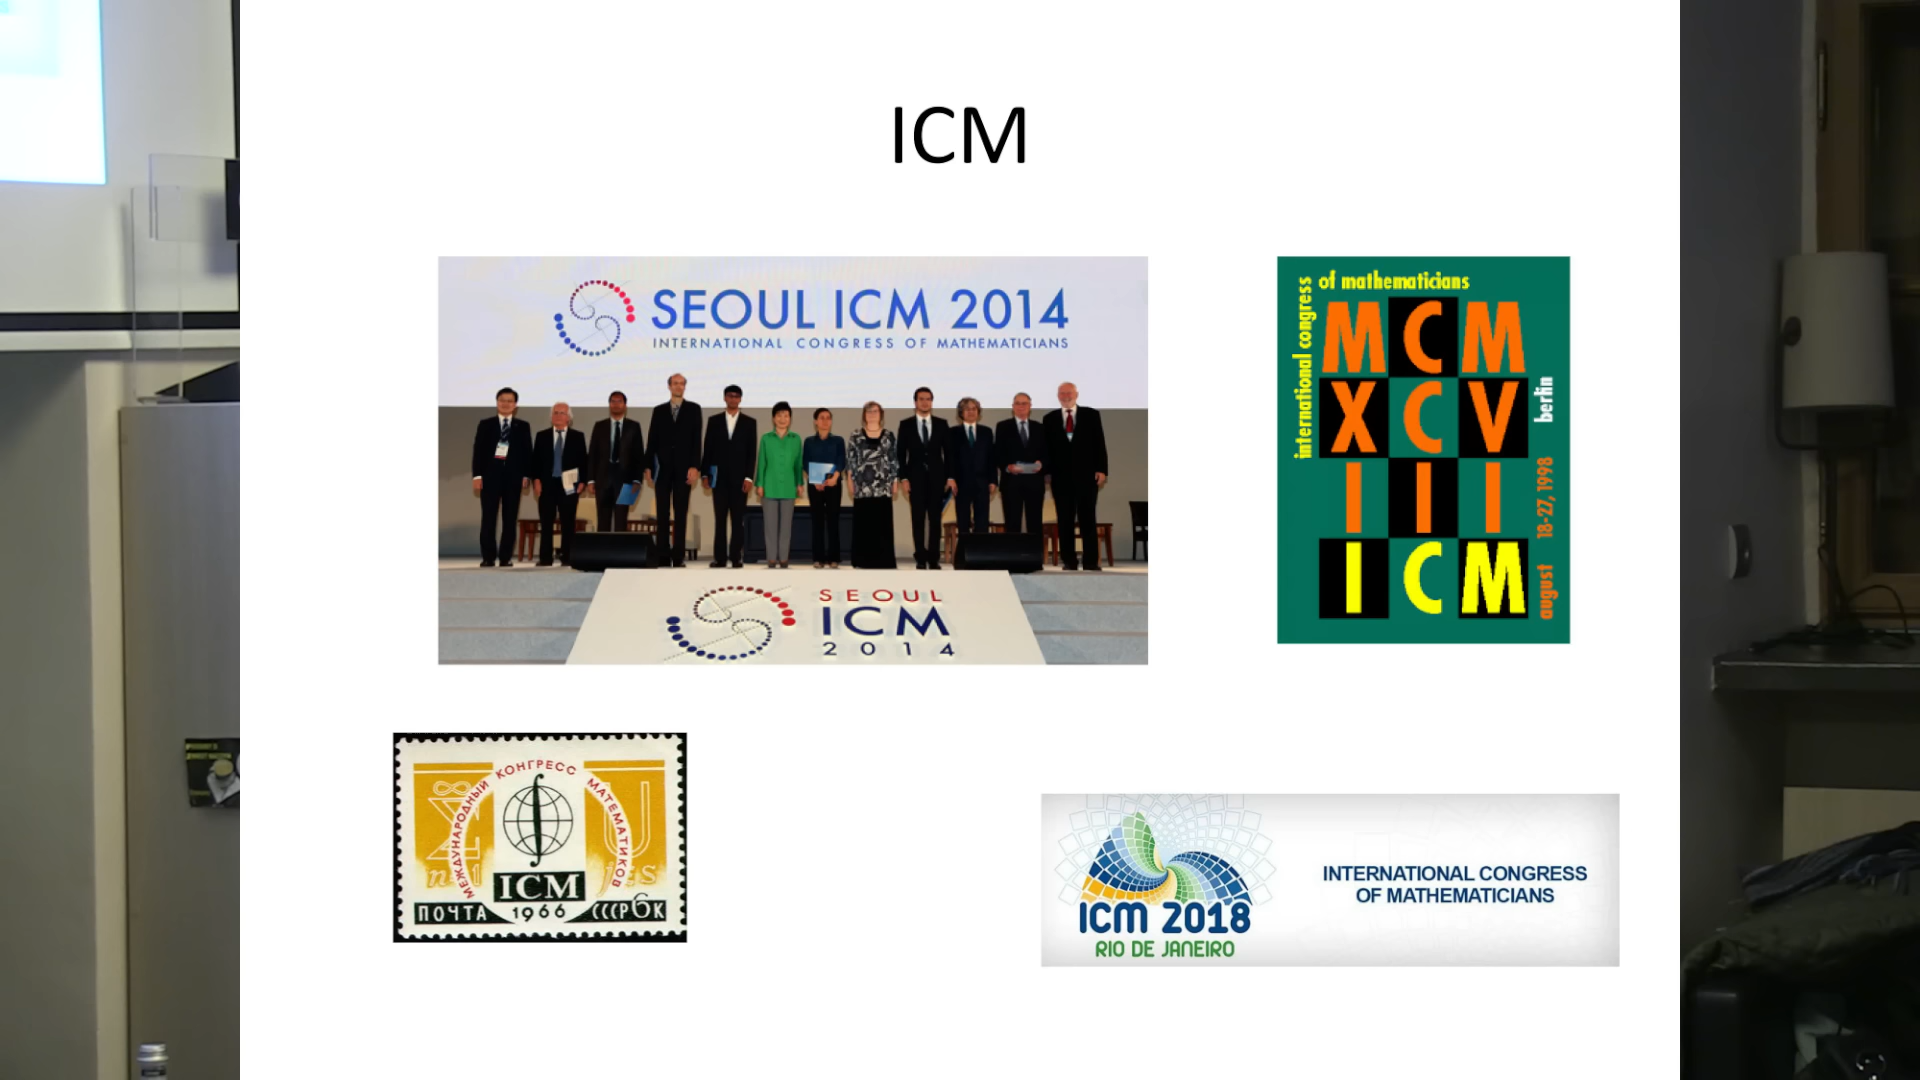 ICM
SEOUL ICM 2014
INTERNATIONAL CONGRESS OF MATHEMATICIANS
SEOUL
ICM
2014
international congress
of mathematicians
MCM
XCV
III
ICM
berlin
august 18-27, 1998
МЕЖДУНАРОДНЫЙ КОНГРЕСС МАТЕМАТИКОВ
ICM
1966
ПОЧТА
СССР 6К
ICM 2018
RIO DE JANEIRO
INTERNATIONAL CONGRESS
OF MATHEMATICIANS